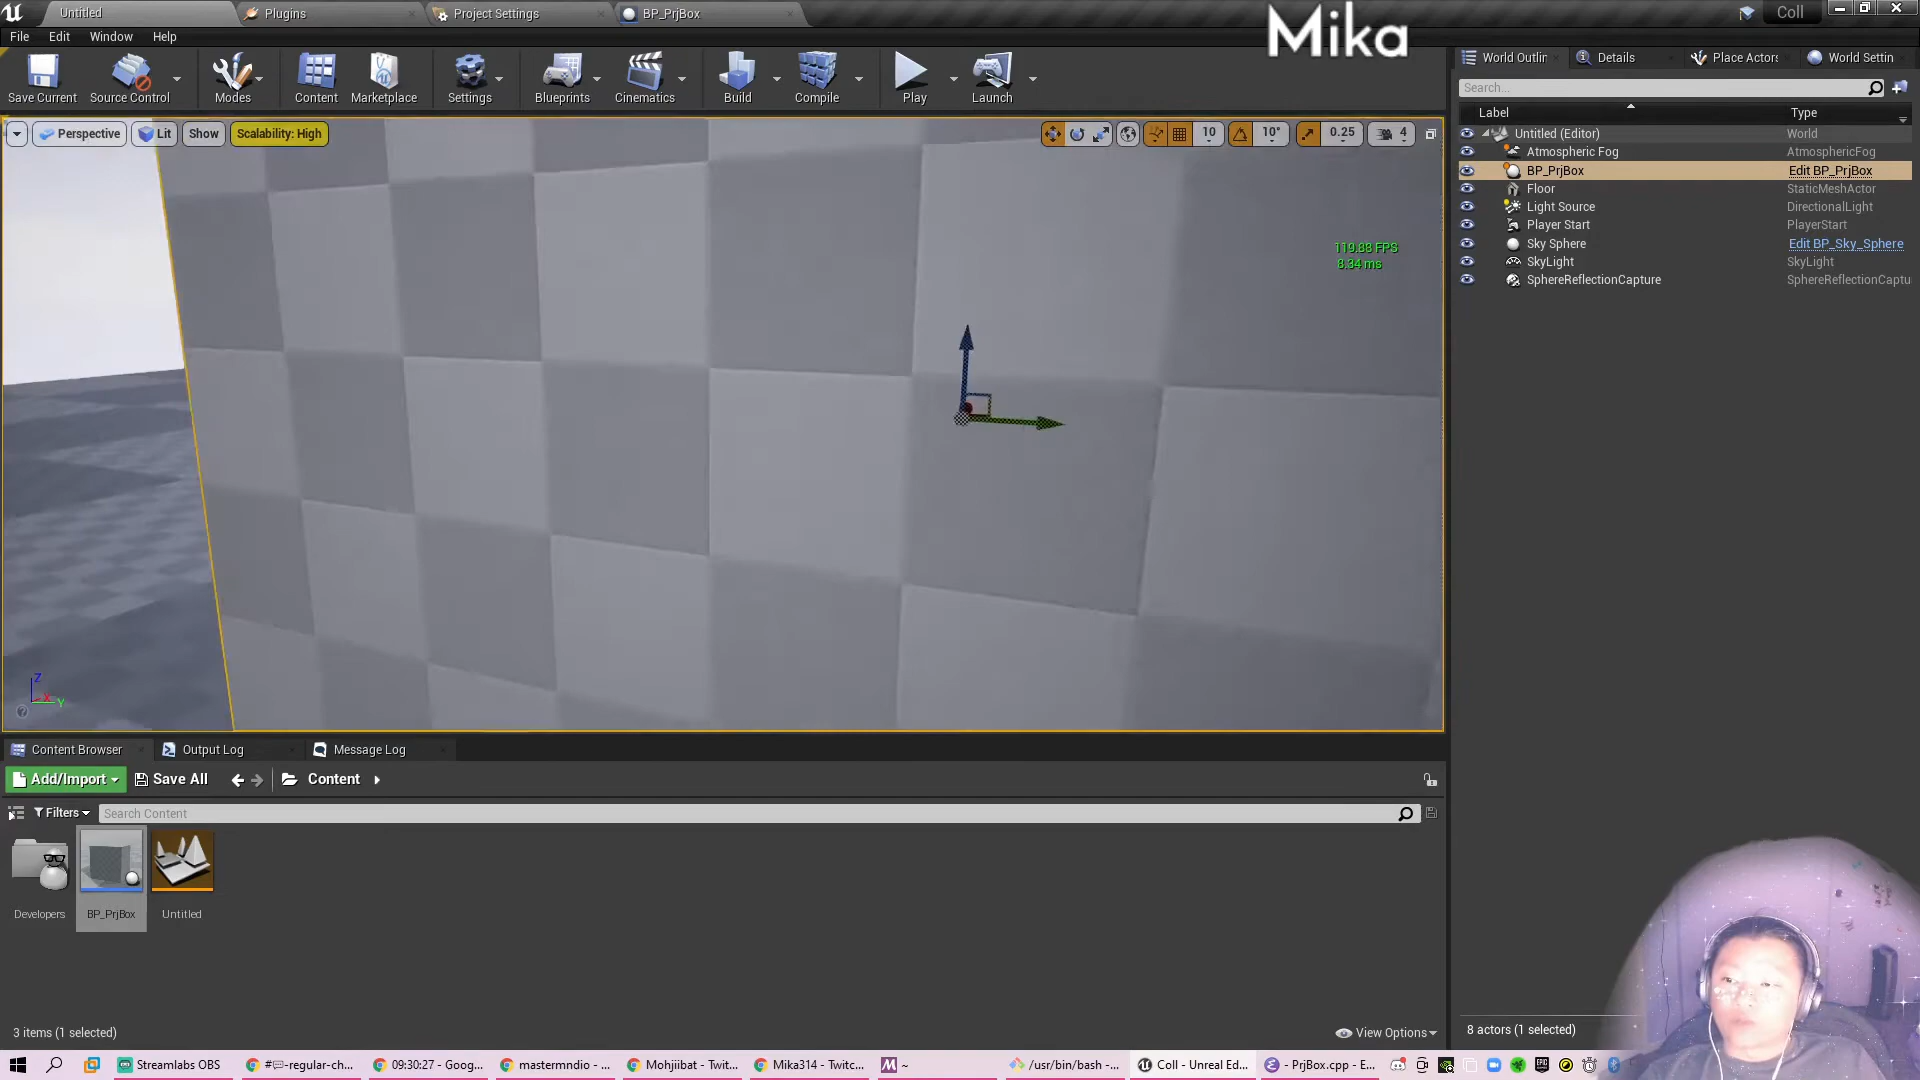 Untitled
Plugins
Project Settings
BP_PrjBox
Mika
Coll
File Edit Window Help
Save Current
Source Control
Modes
Content
Marketplace
Settings
Blueprints
Cinematics
Build
Compile
Play
Launch
World Outlin
Details
Place Actors
World Settin
Search...
Label Type
Perspective Lit Show Scalability: High
10 10° 0.25 4
Untitled (Editor) World
Atmospheric Fog AtmosphericFog
BP_PrjBox Edit BP_PrjBox
Floor StaticMeshActor
Light Source DirectionalLight
Player Start PlayerStart
Sky Sphere Edit BP_Sky_Sphere
SkyLight SkyLight
SphereReflectionCapture SphereReflectionCaptu
119.88 FPS
8.34 ms
Z
X
Y
Content Browser
Output Log
Message Log
Add/Import Save All Content
Filters Search Content
Developers
BP_PrjBox
Untitled
3 items (1 selected)
View Options
8 actors (1 selected)
Streamlabs OBS
09:30:27 - Goog...
mastermndio - ...
Mohjiibat - Twit...
Mika314 - Twitc...
~
/usr/bin/bash -...
Coll - Unreal Ed...
- PrjBox.cpp - E...